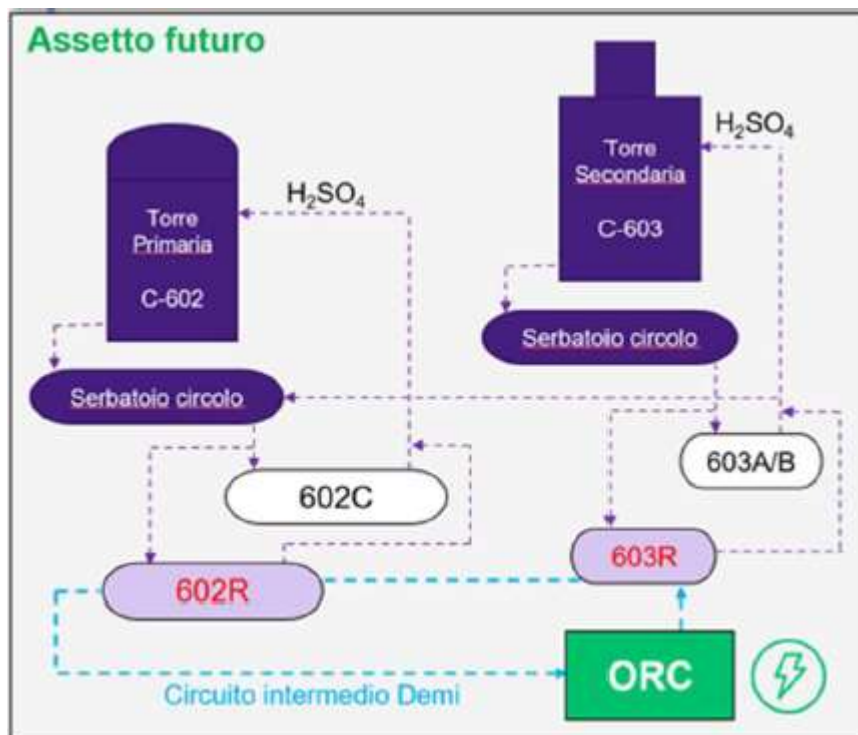 Assetto futuro
Torre
Primaria
C-602
H₂SO₄
Torre
Secondaria
C-603
H₂SO₄
Serbatoio circolo
Serbatoio circolo
602C
603A/B
602R
603R
Circuito intermedio Demi
ORC